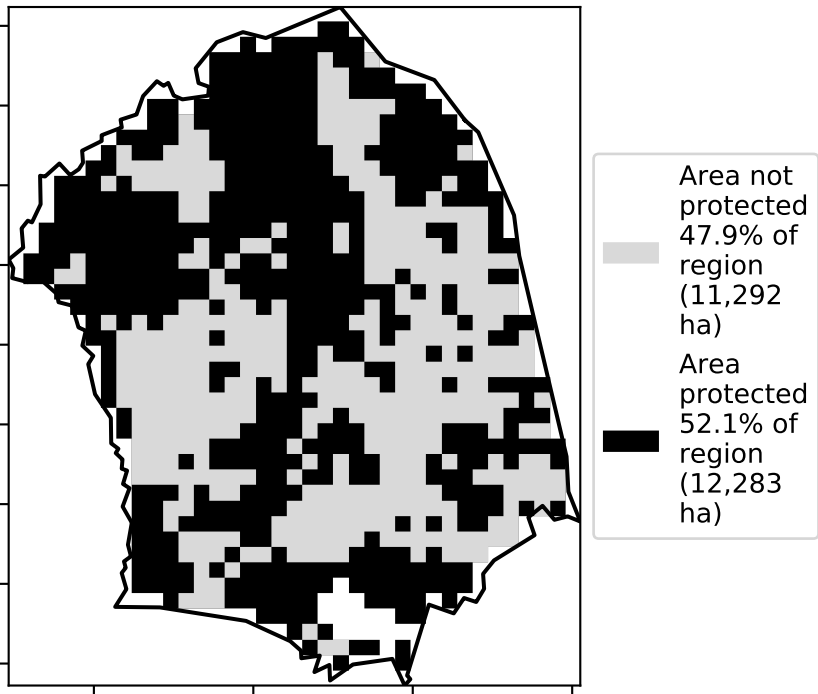 Area not
protected
47.9% of
region
(11,292
ha)
Area
protected
52.1% of
region
(12,283
ha)